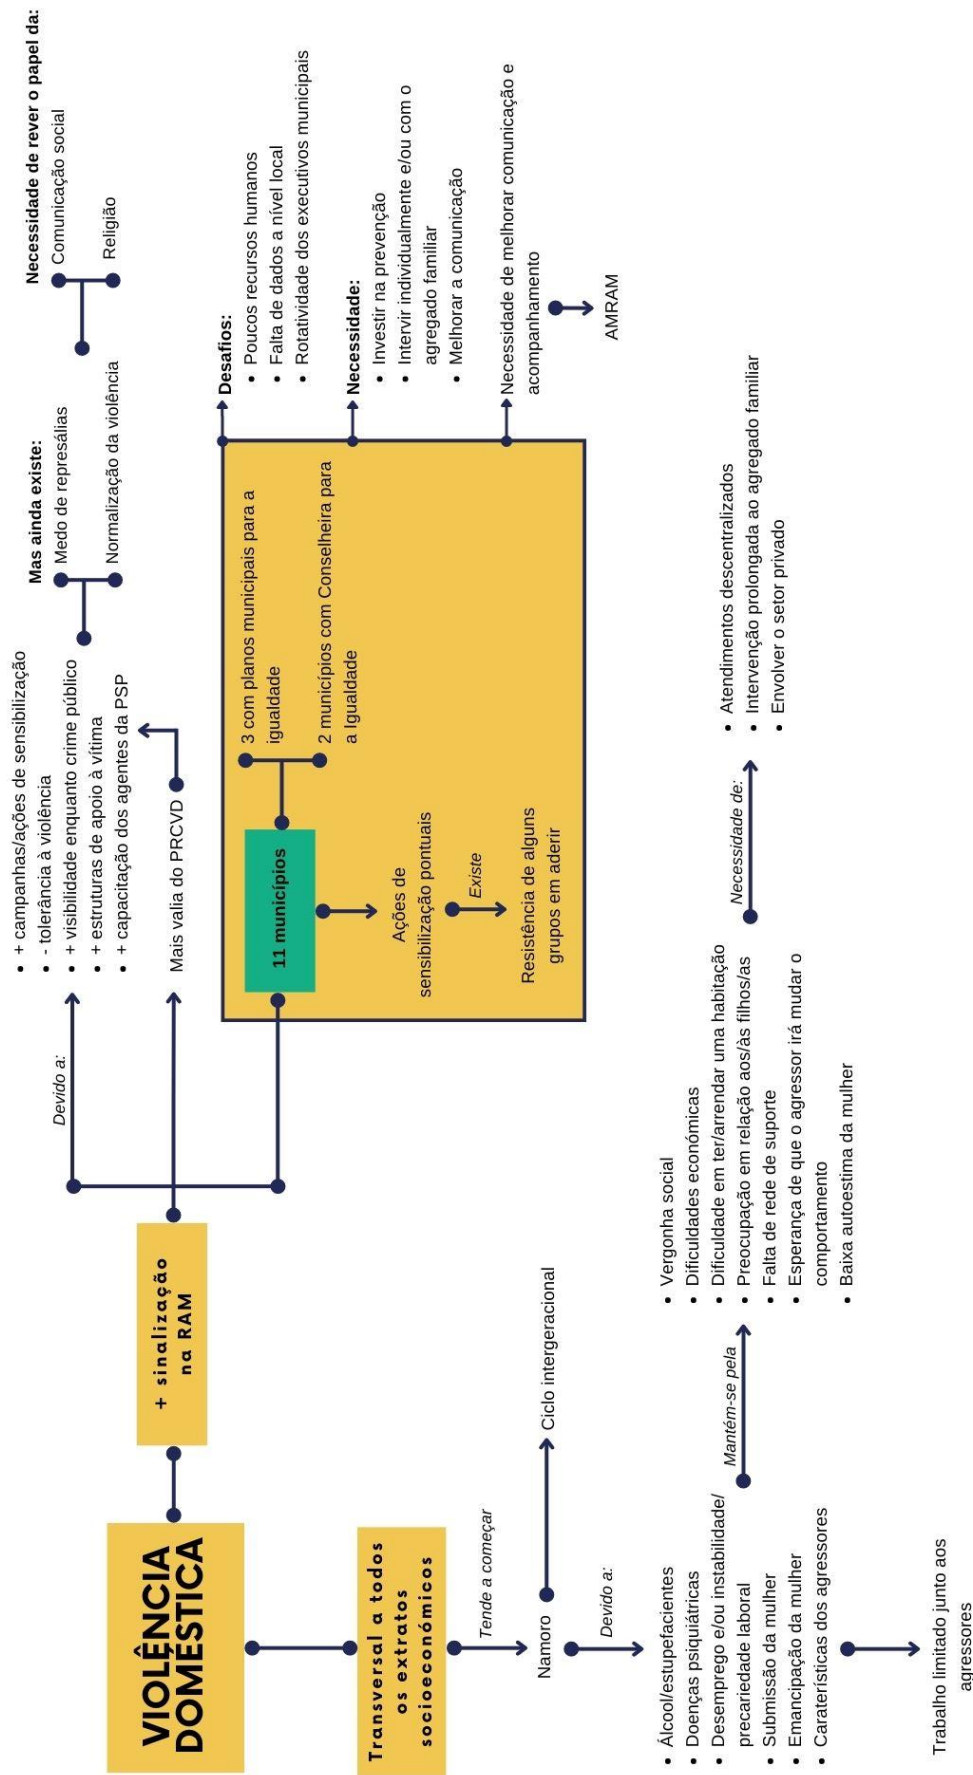 VIOLÊNCIA
DOMÉSTICA
+ sinalização
na RAM
Devido a:
• + campanhas/ações de sensibilização
• - tolerância à violência
• + visibilidade enquanto crime público
• + estruturas de apoio à vítima
• + capacitação dos agentes da PSP
Mas ainda existe:
Medo de represálias
Normalização da violência
Necessidade de rever o papel da:
Comunicação social
Religião
Mais valia do PRCVD
11 municípios
3 com planos municipais para a
igualdade
2 municípios com Conselheira para
a Igualdade
Ações de
sensibilização pontuais
Existe
Resistência de alguns
grupos em aderir
Desafios:
• Poucos recursos humanos
• Falta de dados a nível local
• Rotatividade dos executivos municipais
Necessidade:
• Investir na prevenção
• Intervir individualmente e/ou com o
agregado familiar
• Melhorar a comunicação
Necessidade de melhorar comunicação e
acompanhamento
AMRAM
Transversal a todos
os extratos
socioeconómicos
Tende a começar
Namoro
Ciclo intergeracional
Devido a:
• Álcool/estupefacientes
• Doenças psiquiátricas
• Desemprego e/ou instabilidade/
precariedade laboral
• Submissão da mulher
• Emancipação da mulher
• Caraterísticas dos agressores
Mantém-se pela
• Vergonha social
• Dificuldades económicas
• Dificuldade em ter/arrendar uma habitação
• Preocupação em relação aos/às filhos/as
• Falta de rede de suporte
• Esperança de que o agressor irá mudar o
comportamento
• Baixa autoestima da mulher
Necessidade de:
• Atendimentos descentralizados
• Intervenção prolongada ao agregado familiar
• Envolver o setor privado
Trabalho limitado junto aos
agressores